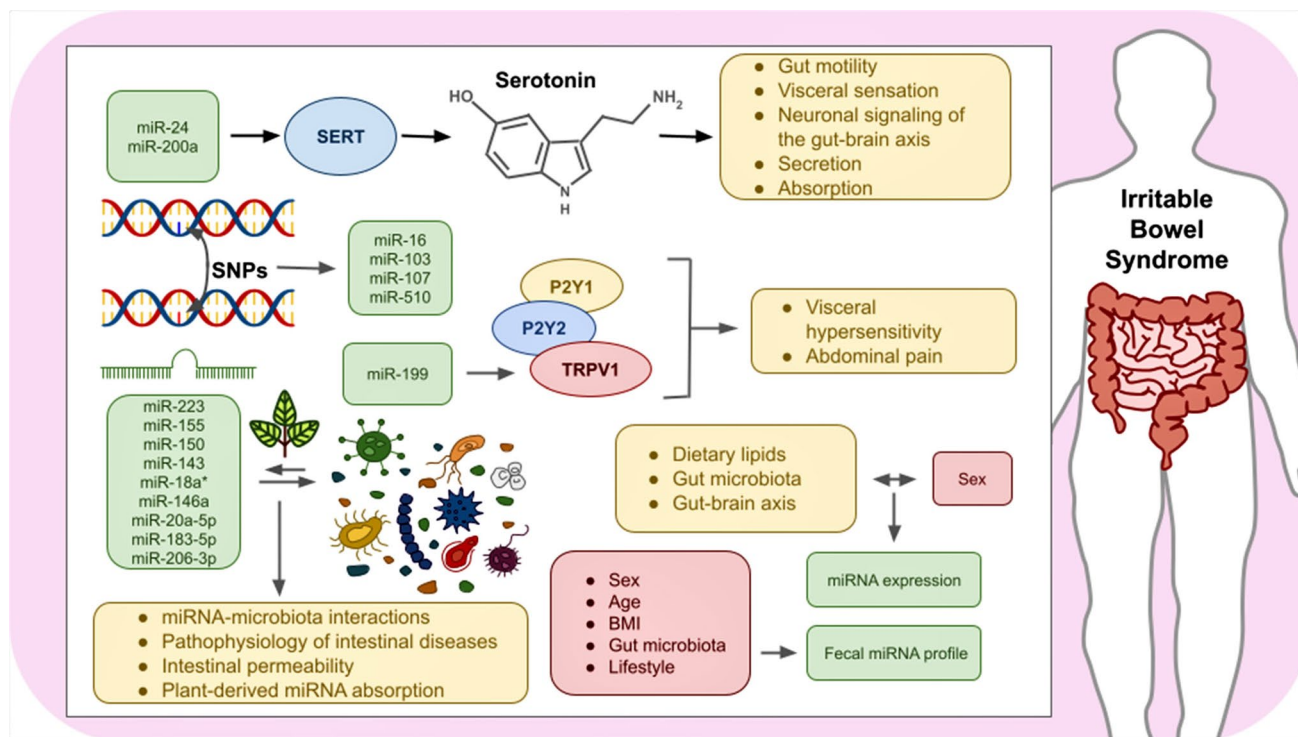 Serotonin
HO
NH2
N
H
miR-24
miR-200a
SERT
● Gut motility
● Visceral sensation
● Neuronal signaling of
the gut-brain axis
● Secretion
● Absorption
Irritable
Bowel
Syndrome
SNPs
miR-16
miR-103
miR-107
miR-510
P2Y1
P2Y2
TRPV1
miR-199
● Visceral
hypersensitivity
● Abdominal pain
miR-223
miR-155
miR-150
miR-143
miR-18a*
miR-146a
miR-20a-5p
miR-183-5p
miR-206-3p
● Dietary lipids
● Gut microbiota
● Gut-brain axis
Sex
miRNA expression
● Sex
● Age
● BMI
● Gut microbiota
● Lifestyle
Fecal miRNA profile
● miRNA-microbiota interactions
● Pathophysiology of intestinal diseases
● Intestinal permeability
● Plant-derived miRNA absorption